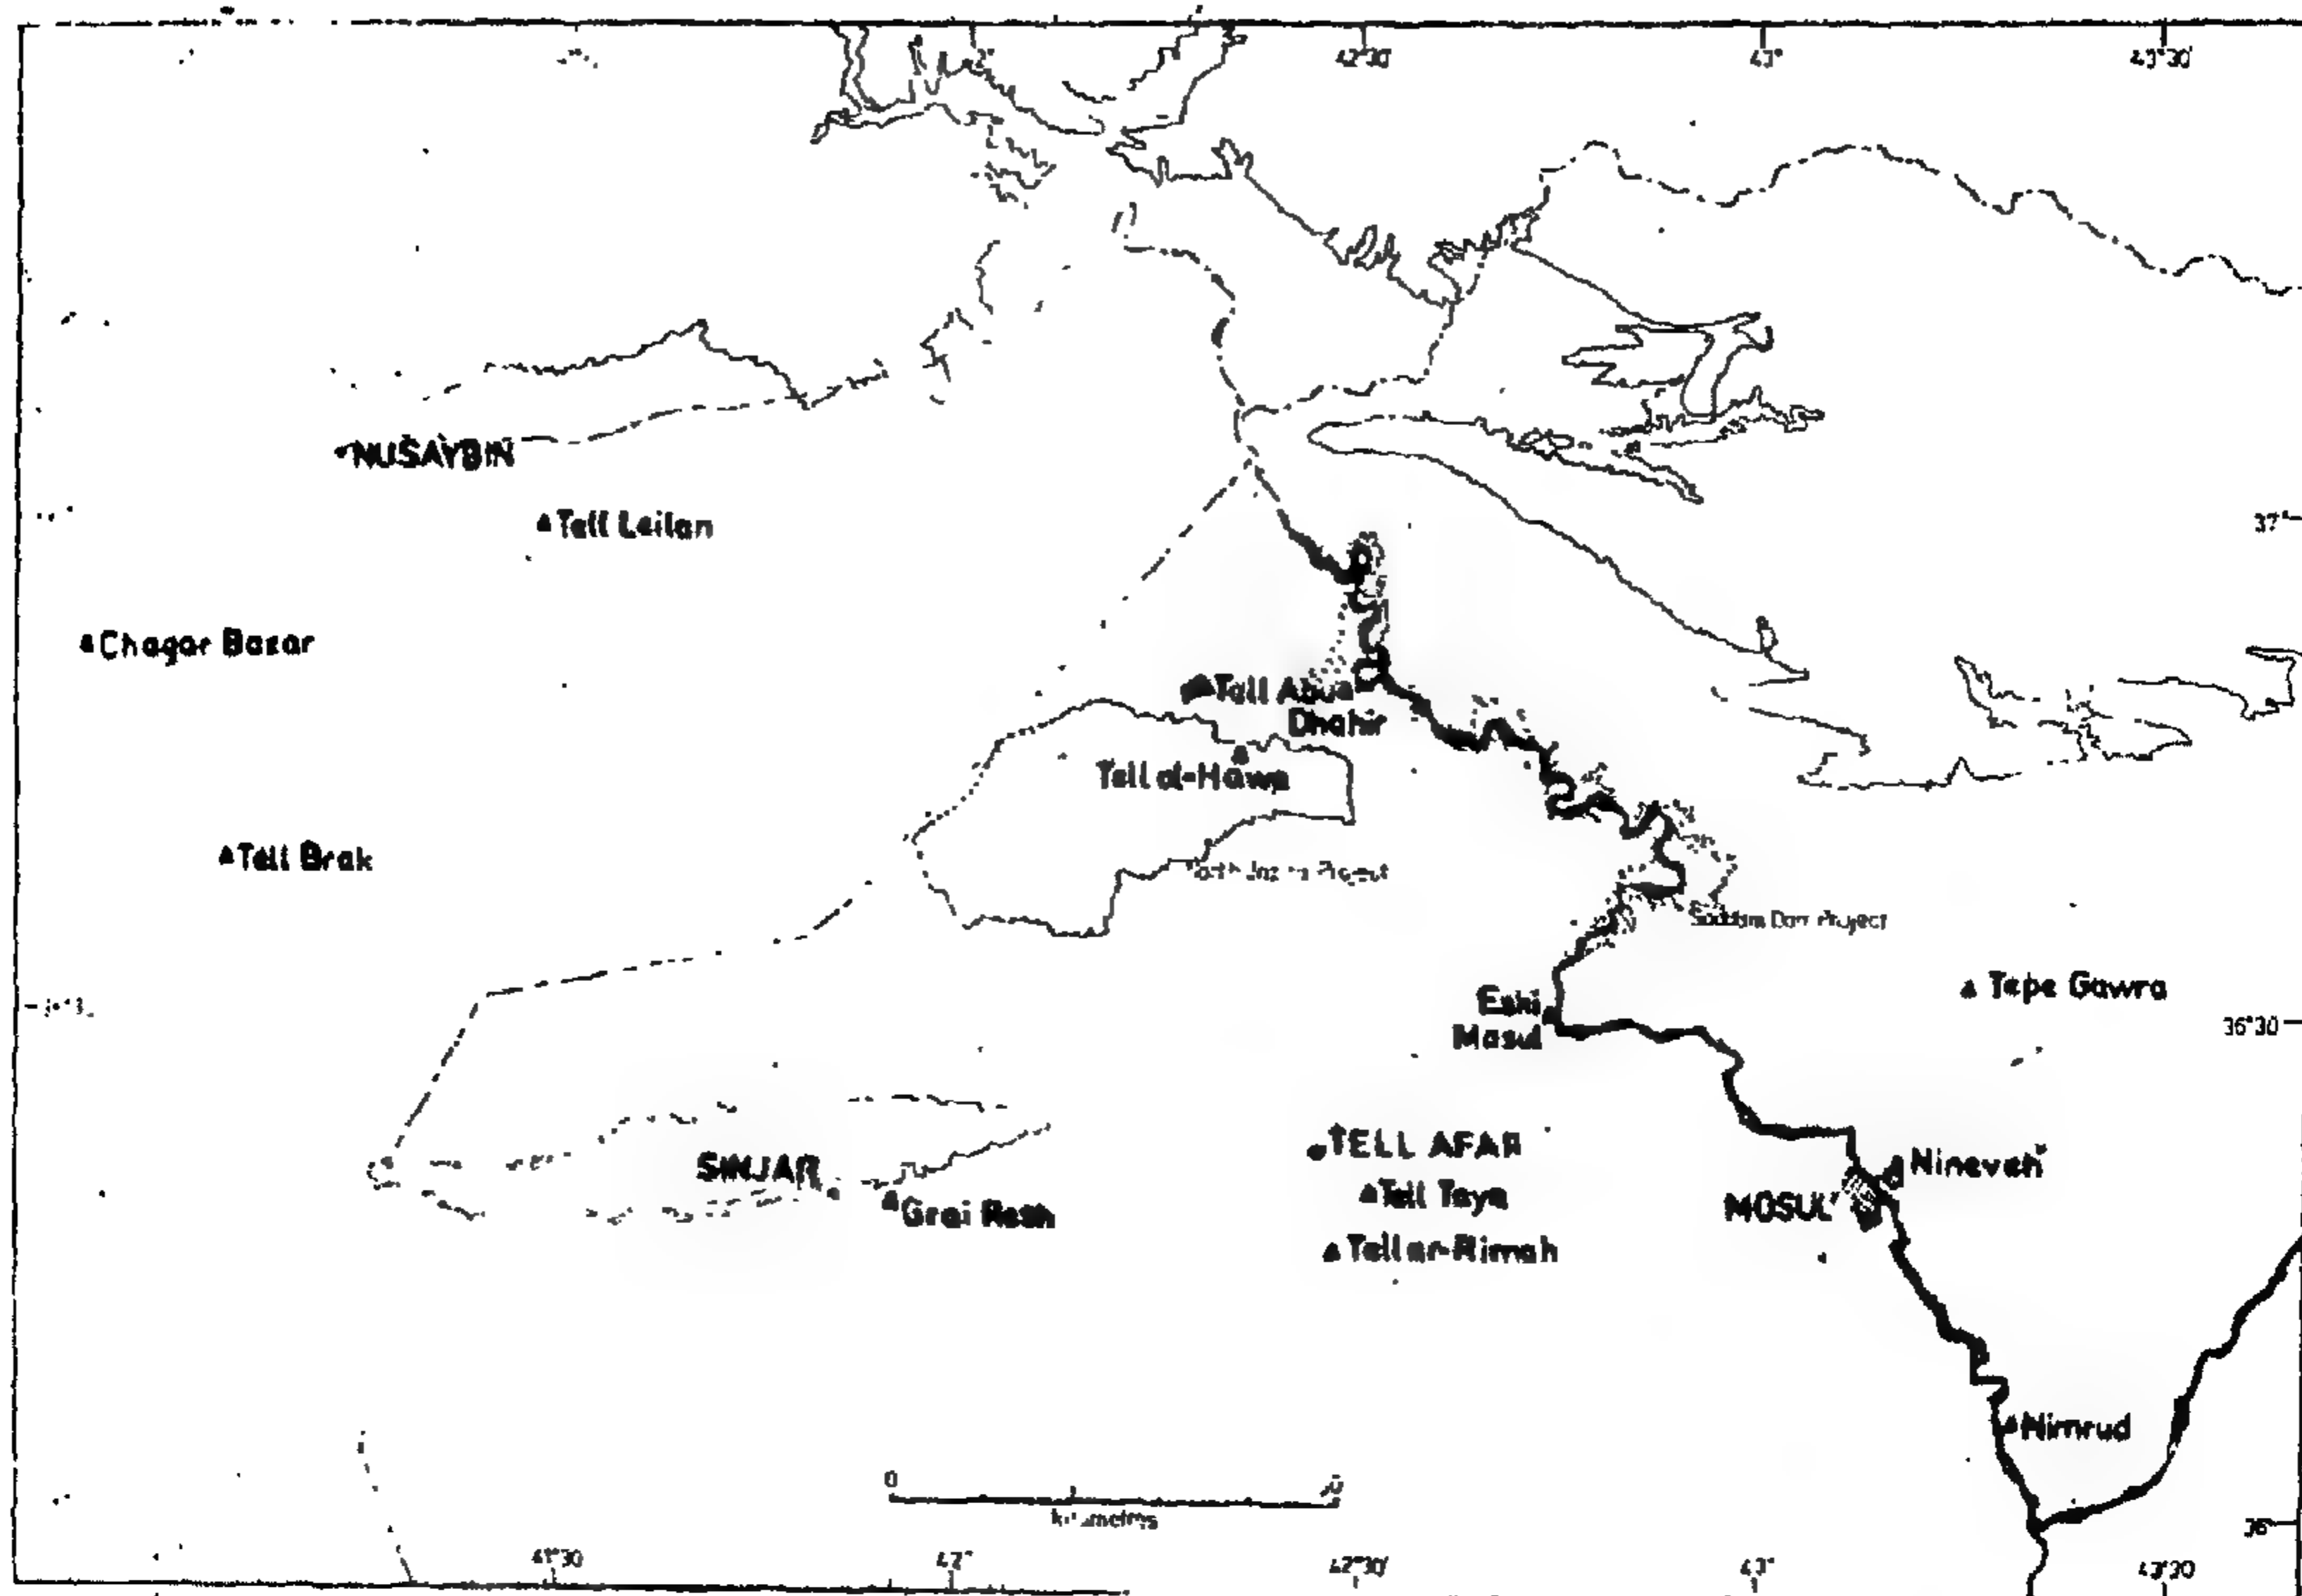 42°30'
43°
43°30'
NUSAYBIN
Tell Leilan
37°
Chagar Bazar
Tell Abu
Dhahir
Tell al-Hawa
Tell Brak
Project
Saddam Dam Project
Tepe Gawra
Eski
Mosul
36°30
TELL AFAR
Nineveh
SINJAR
Tell Taya
MOSUL
Grai Resh
Tell ar-Rimah
Nimrud
0
kilometres
36°
41°30
42°
42°30'
43°
43°30